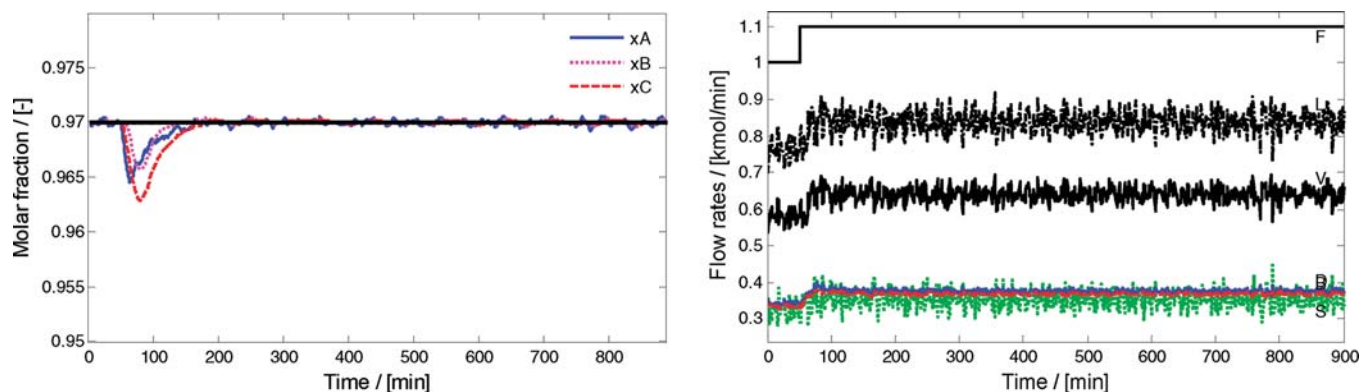 xA
xB
xC
0.975
0.97
0.965
0.96
0.955
0.95
Molar fraction / [-]
0 100 200 300 400 500 600 700 800
Time / [min]
1.1
1
0.9
0.8
0.7
0.6
0.5
0.4
0.3
Flow rates / [kmol/min]
F
L
V
S
0 100 200 300 400 500 600 700 800 900
Time / [min]